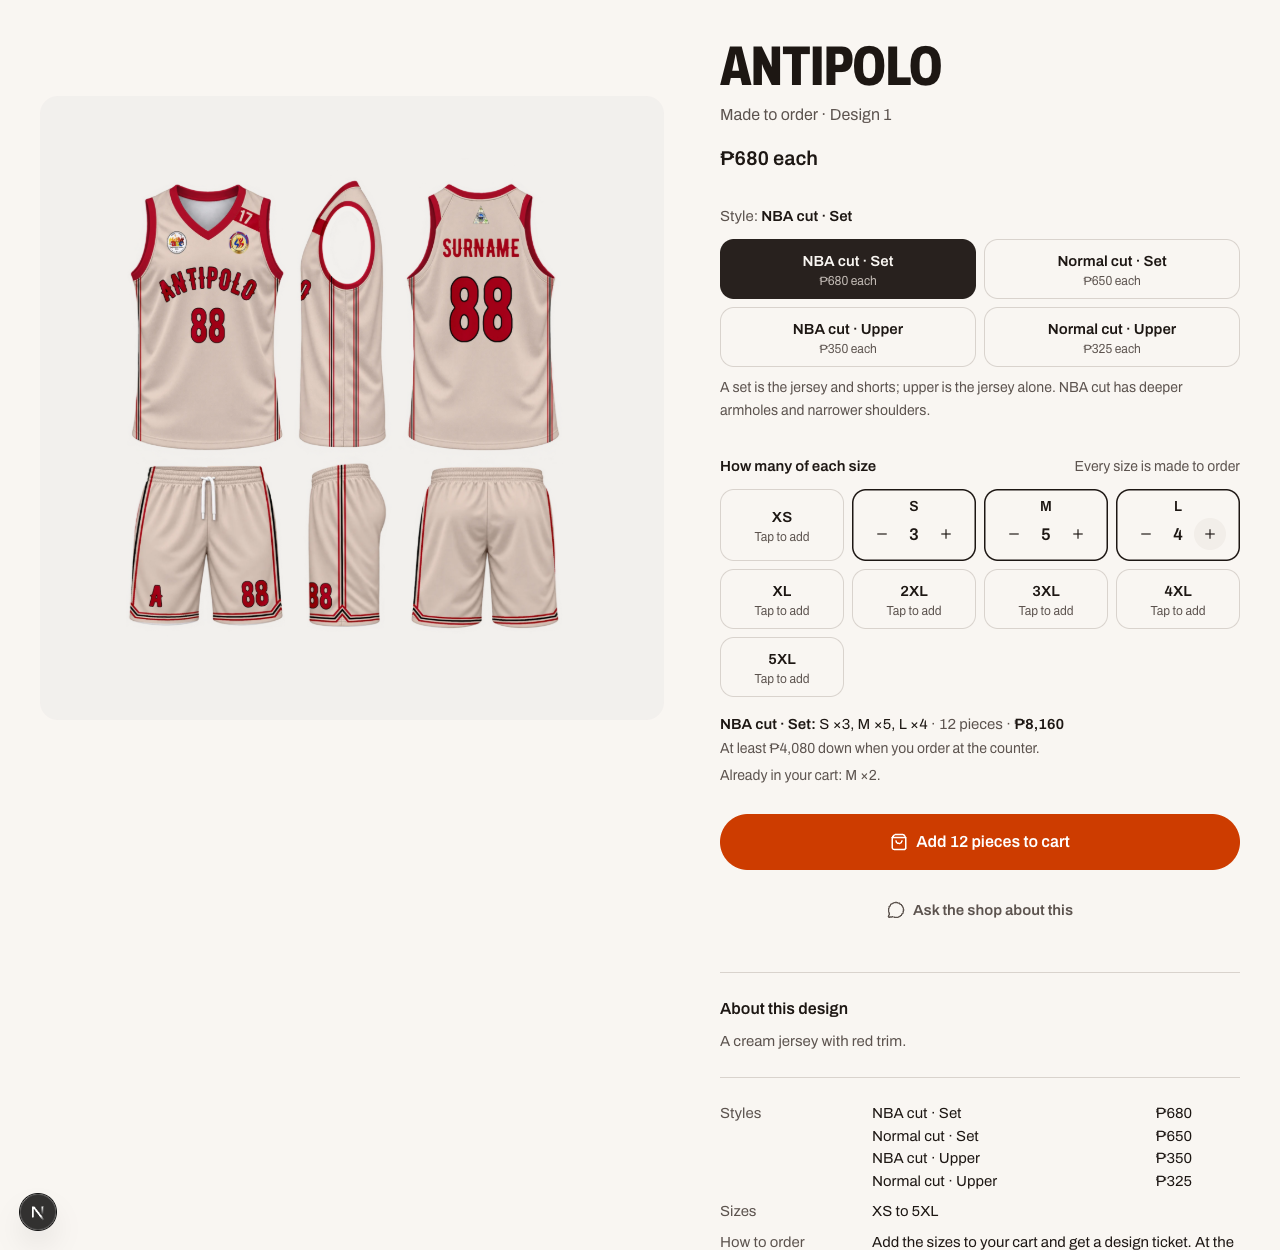 ANTIPOLO
Made to order · Design 1
₱680 each
17
ANTIPOLO
88
SURNAME
88
A
88
88
Style: NBA cut · Set
NBA cut · Set
₱680 each
Normal cut · Set
₱650 each
NBA cut · Upper
₱350 each
Normal cut · Upper
₱325 each
A set is the jersey and shorts; upper is the jersey alone. NBA cut has deeper
armholes and narrower shoulders.
How many of each size
Every size is made to order
XS
Tap to add
S
− 3 +
M
− 5 +
L
− 4 +
XL
Tap to add
2XL
Tap to add
3XL
Tap to add
4XL
Tap to add
5XL
Tap to add
NBA cut · Set: S ×3, M ×5, L ×4 · 12 pieces · ₱8,160
At least ₱4,080 down when you order at the counter.
Already in your cart: M ×2.
Add 12 pieces to cart
Ask the shop about this
About this design
A cream jersey with red trim.
Styles
NBA cut · Set ₱680
Normal cut · Set ₱650
NBA cut · Upper ₱350
Normal cut · Upper ₱325
Sizes
XS to 5XL
How to order
Add the sizes to your cart and get a design ticket. At the
N